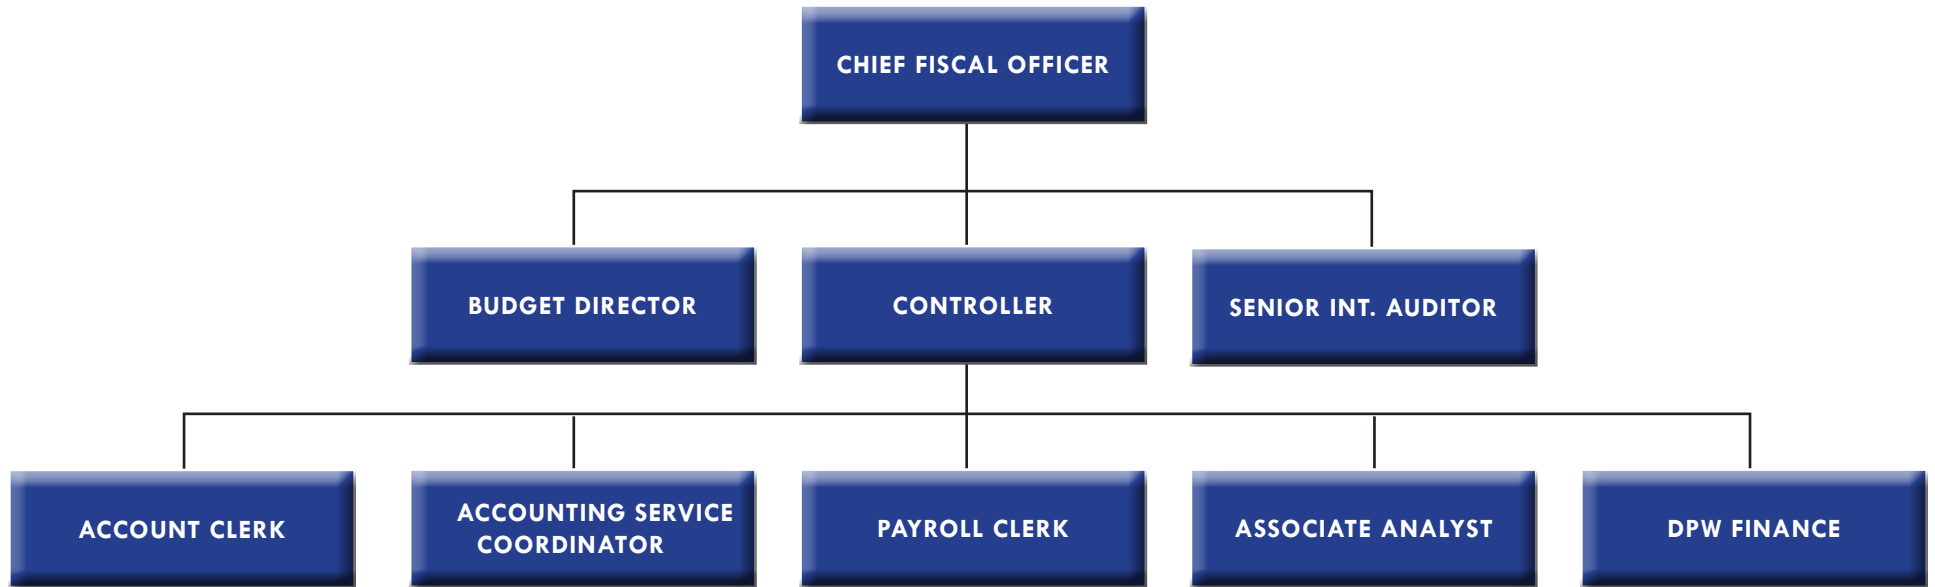 CHIEF FISCAL OFFICER
BUDGET DIRECTOR
CONTROLLER
SENIOR INT. AUDITOR
ACCOUNT CLERK
ACCOUNTING SERVICE
COORDINATOR
PAYROLL CLERK
ASSOCIATE ANALYST
DPW FINANCE